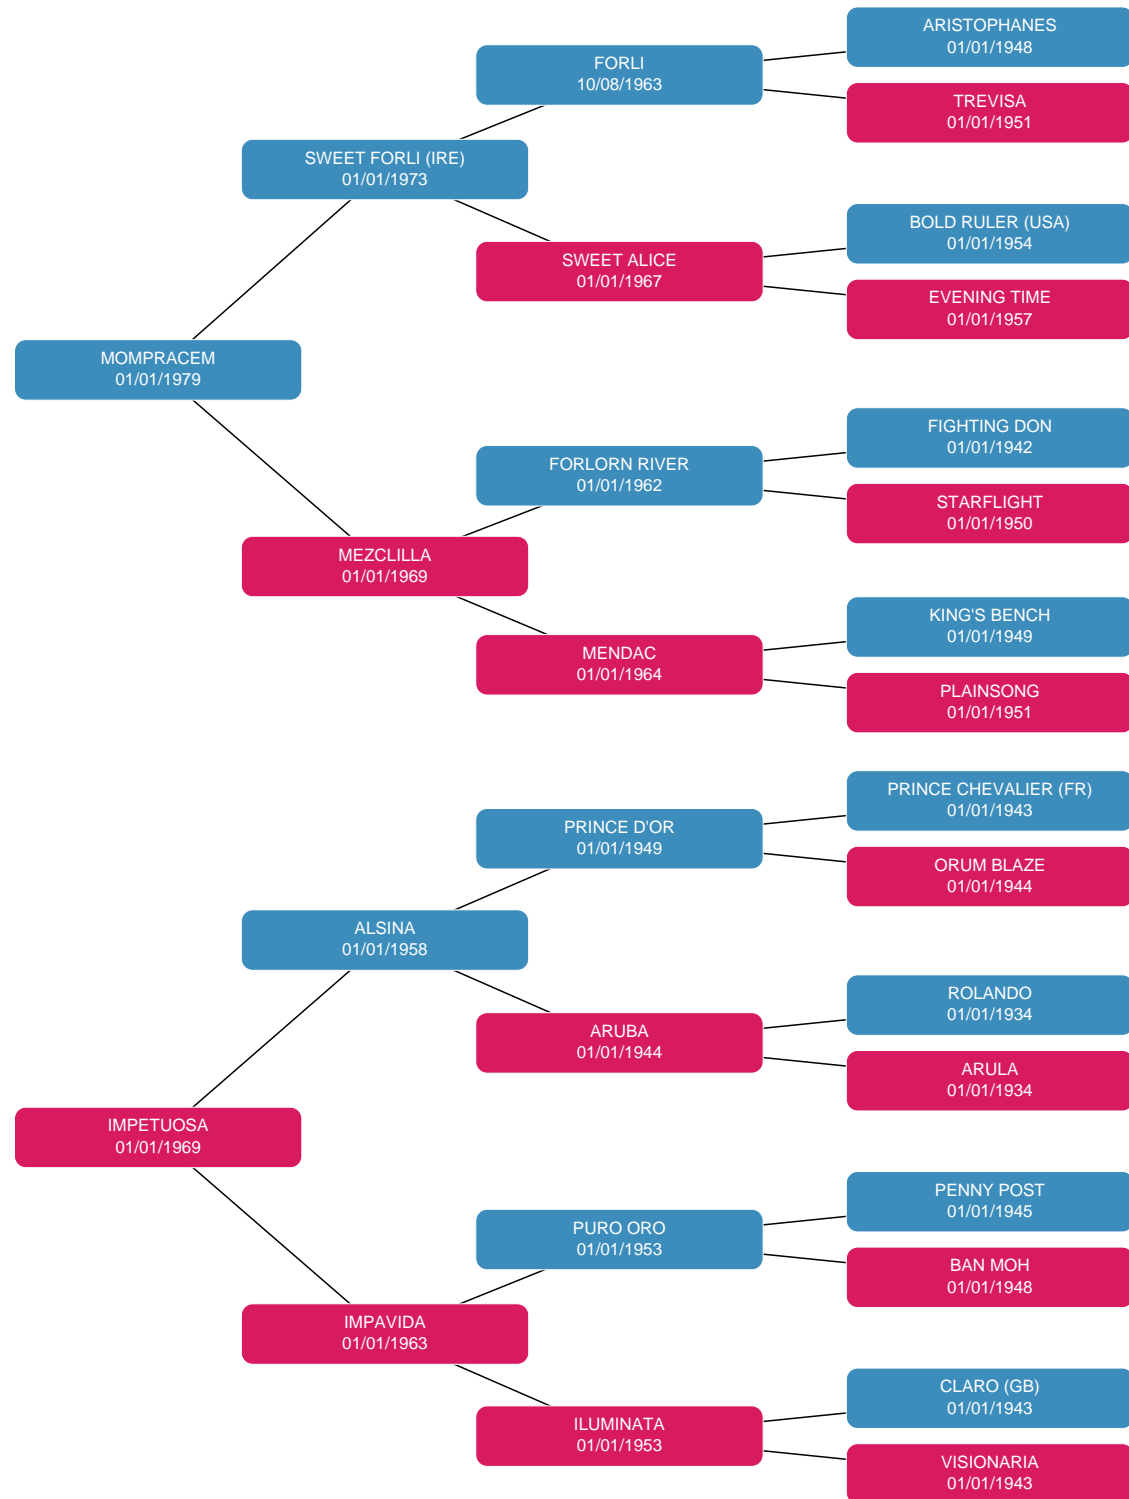 ARISTOPHANES
01/01/1948
FORLI
10/08/1963
TREVISA
01/01/1951
SWEET FORLI (IRE)
01/01/1973
BOLD RULER (USA)
01/01/1954
SWEET ALICE
01/01/1967
EVENING TIME
01/01/1957
MOMPRACEM
01/01/1979
FIGHTING DON
01/01/1942
FORLORN RIVER
01/01/1962
STARFLIGHT
01/01/1950
MEZCLILLA
01/01/1969
KING'S BENCH
01/01/1949
MENDAC
01/01/1964
PLAINSONG
01/01/1951
PRINCE CHEVALIER (FR)
01/01/1943
PRINCE D'OR
01/01/1949
ORUM BLAZE
01/01/1944
ALSINA
01/01/1958
ROLANDO
01/01/1934
ARUBA
01/01/1944
ARULA
01/01/1934
IMPETUOSA
01/01/1969
PENNY POST
01/01/1945
PURO ORO
01/01/1953
BAN MOH
01/01/1948
IMPAVIDA
01/01/1963
CLARO (GB)
01/01/1943
ILUMINATA
01/01/1953
VISIONARIA
01/01/1943